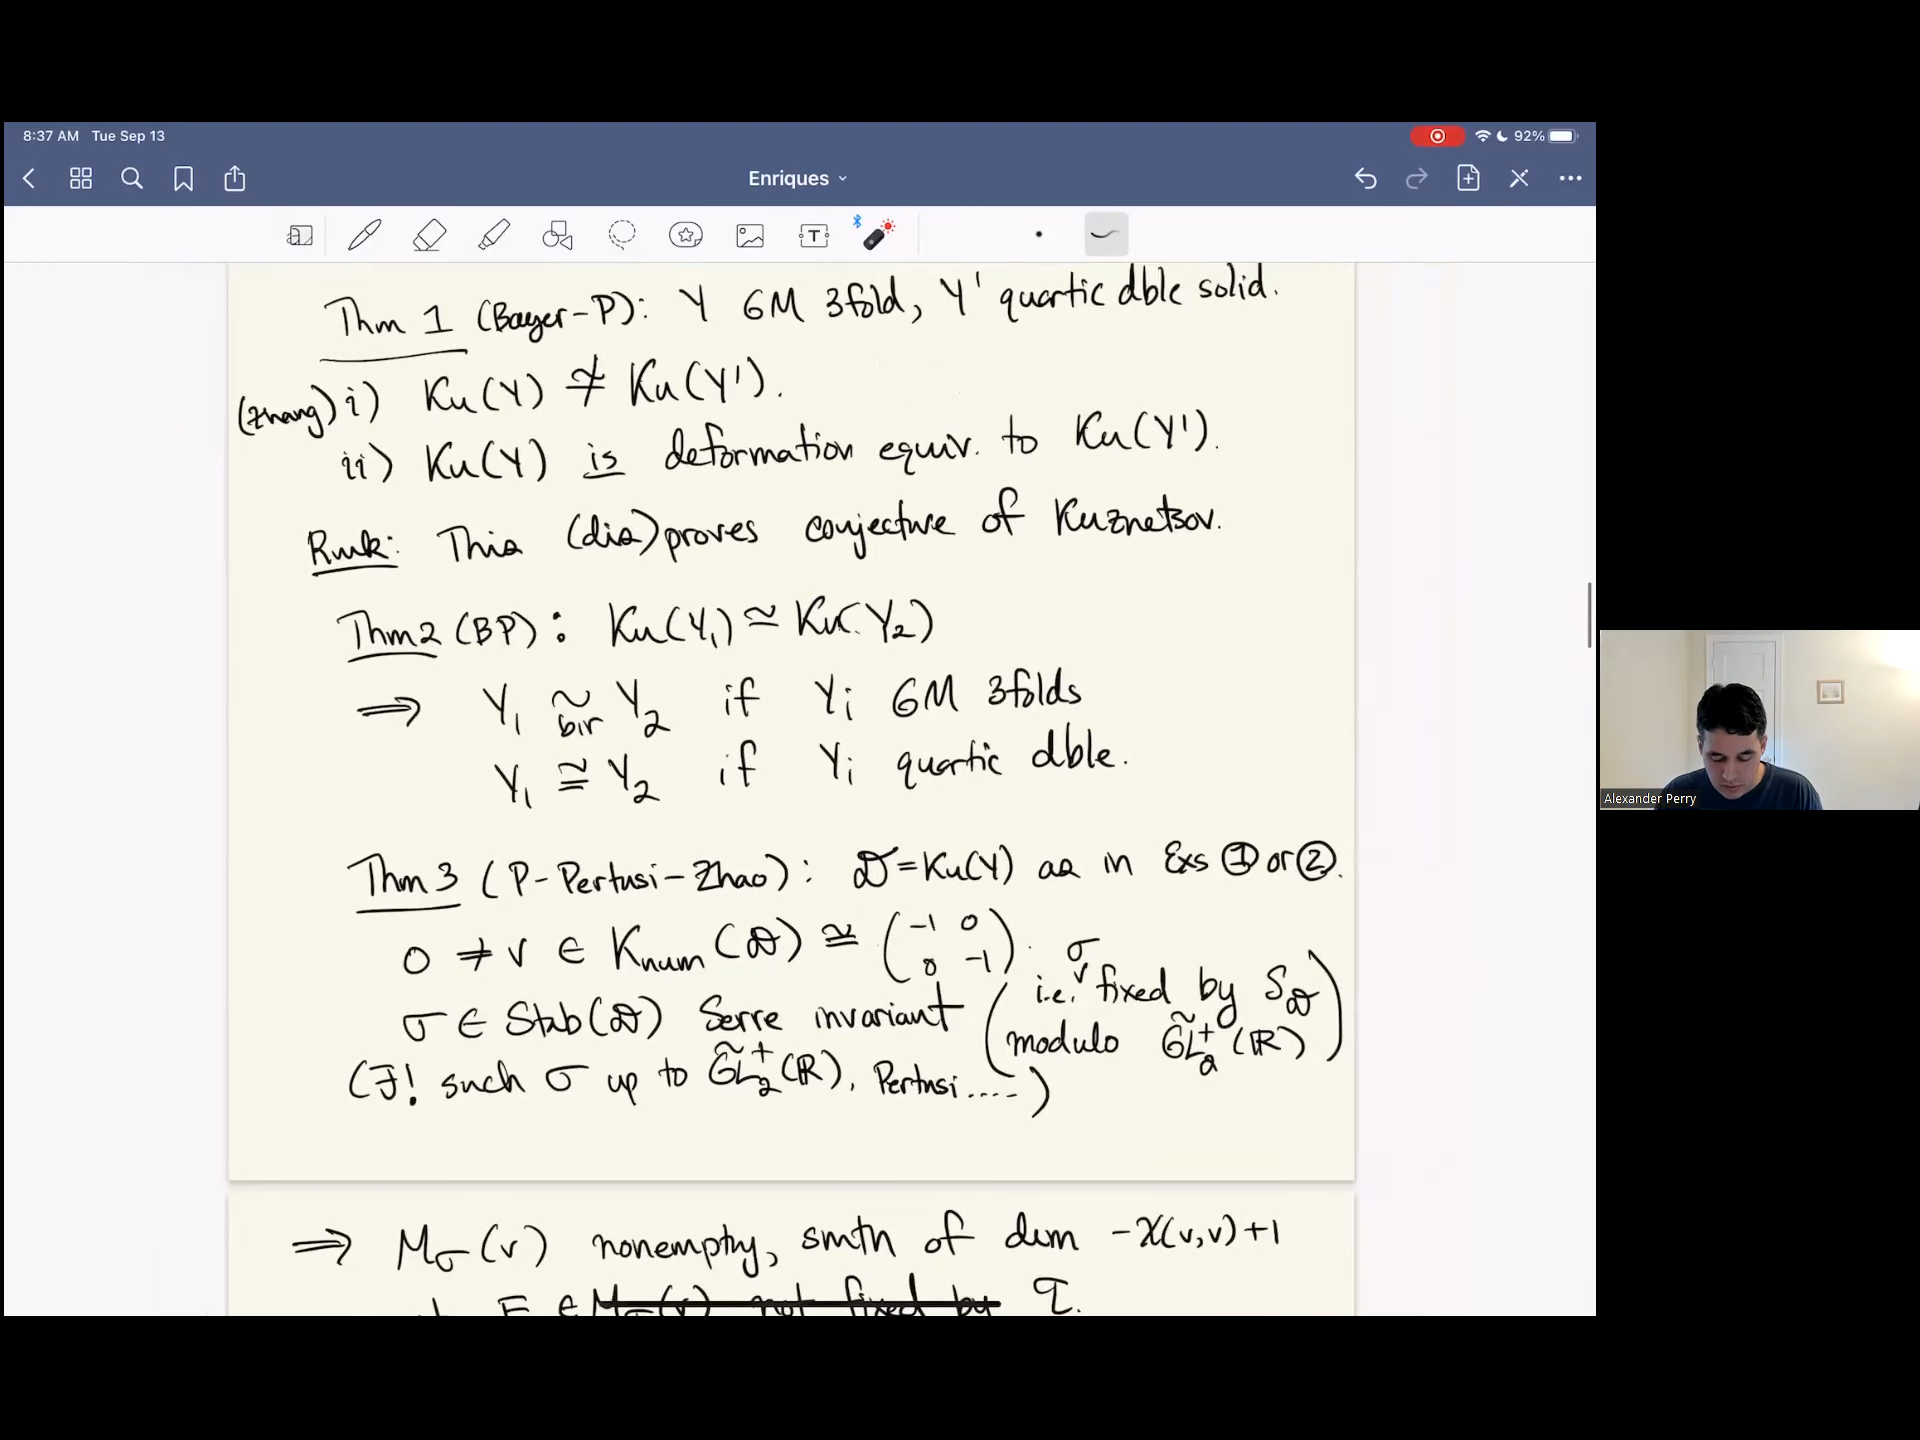 8:37 AM Tue Sep 13
92%
Enriques
Thm 1 (Bayer-P): Y GM 3fold, Y' quartic dble solid.
(Zhang) i) Ku(Y) ≄ Ku(Y').
ii) Ku(Y) is deformation equiv. to Ku(Y').
Rmk: This (dis)proves conjecture of Kuznetsov.
Thm2 (BP): Ku(Y₁) ≃ Ku(Y₂)
⟹ Y₁ ~bir Y₂ if Yi GM 3folds
Y₁ ≅ Y₂ if Yi quartic dble.
Thm 3 (P-Pertusi-Zhao): 𝒟=Ku(Y) as in Exs ① or ②.
0 ≠ v ∈ Knum(𝒟) ≅ (-1 0 / 0 -1).
σ ∈ Stab(𝒟) Serre invariant (i.e. σ fixed by S𝒟 modulo G̃L₂⁺(ℝ))
(∃! such σ up to G̃L₂⁺(ℝ), Pertusi....)
⟹ Mσ(v) nonempty, smth of dim -χ(v,v)+1
E ∈ Mσ(v) not fixed by τ.
T
Alexander Perry